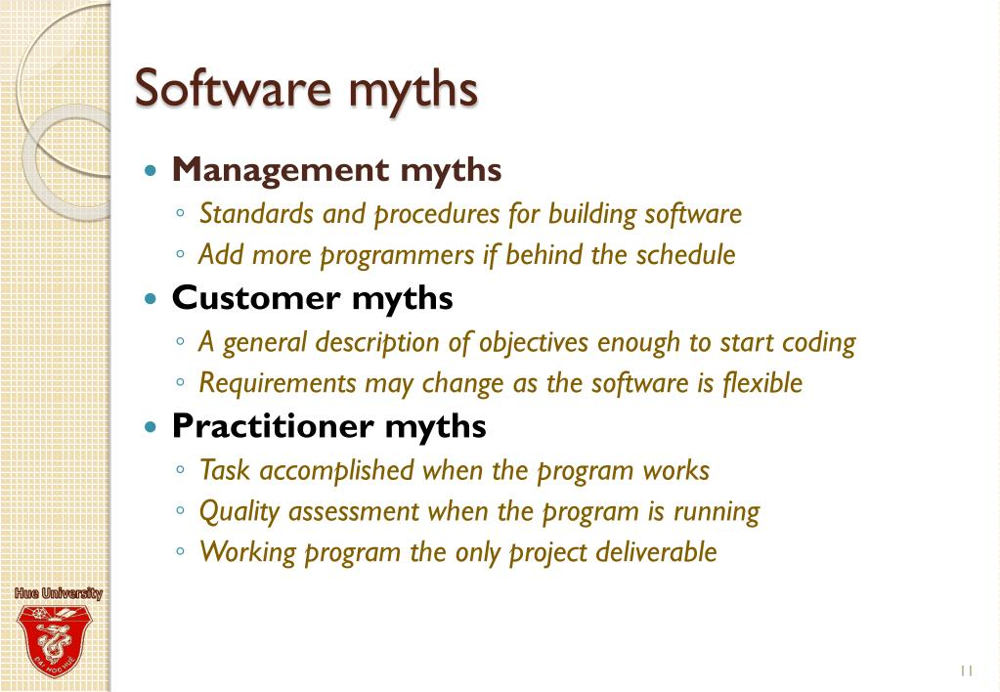 Software myths
• Management myths
◦ Standards and procedures for building software
◦ Add more programmers if behind the schedule
• Customer myths
◦ A general description of objectives enough to start coding
◦ Requirements may change as the software is flexible
• Practitioner myths
◦ Task accomplished when the program works
◦ Quality assessment when the program is running
◦ Working program the only project deliverable
Hue University
ĐẠI HỌC HUẾ
11